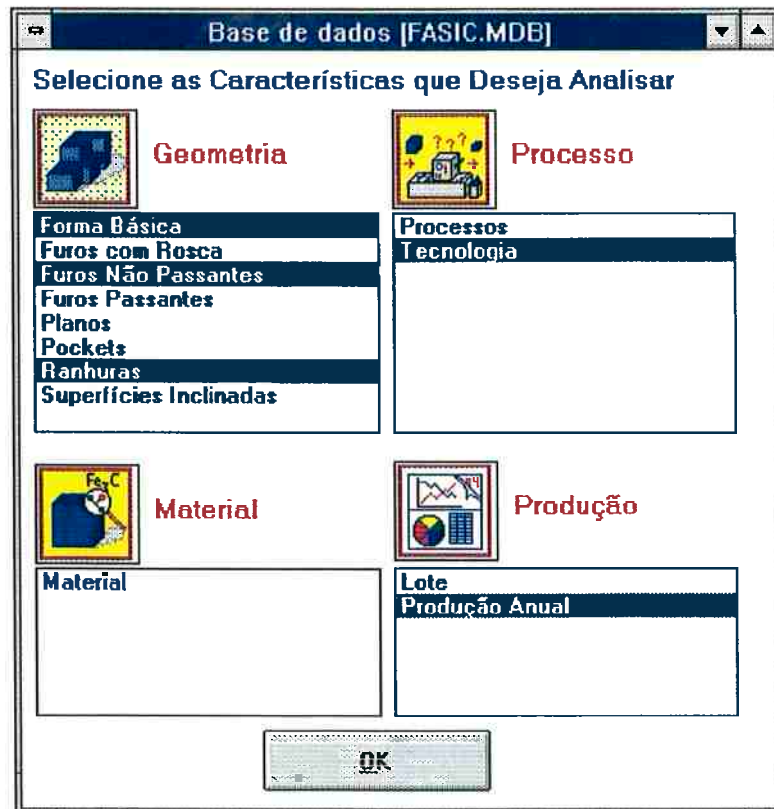 Base de dados [FASIC.MDB]
Selecione as Características que Deseja Analisar
Geometria
Forma Básica
Furos com Rosca
Furos Não Passantes
Furos Passantes
Planos
Pockets
Ranhuras
Superfícies Inclinadas
Processo
Processos
Tecnologia
Fe₃C
Material
Material
Produção
Lote
Produção Anual
OK